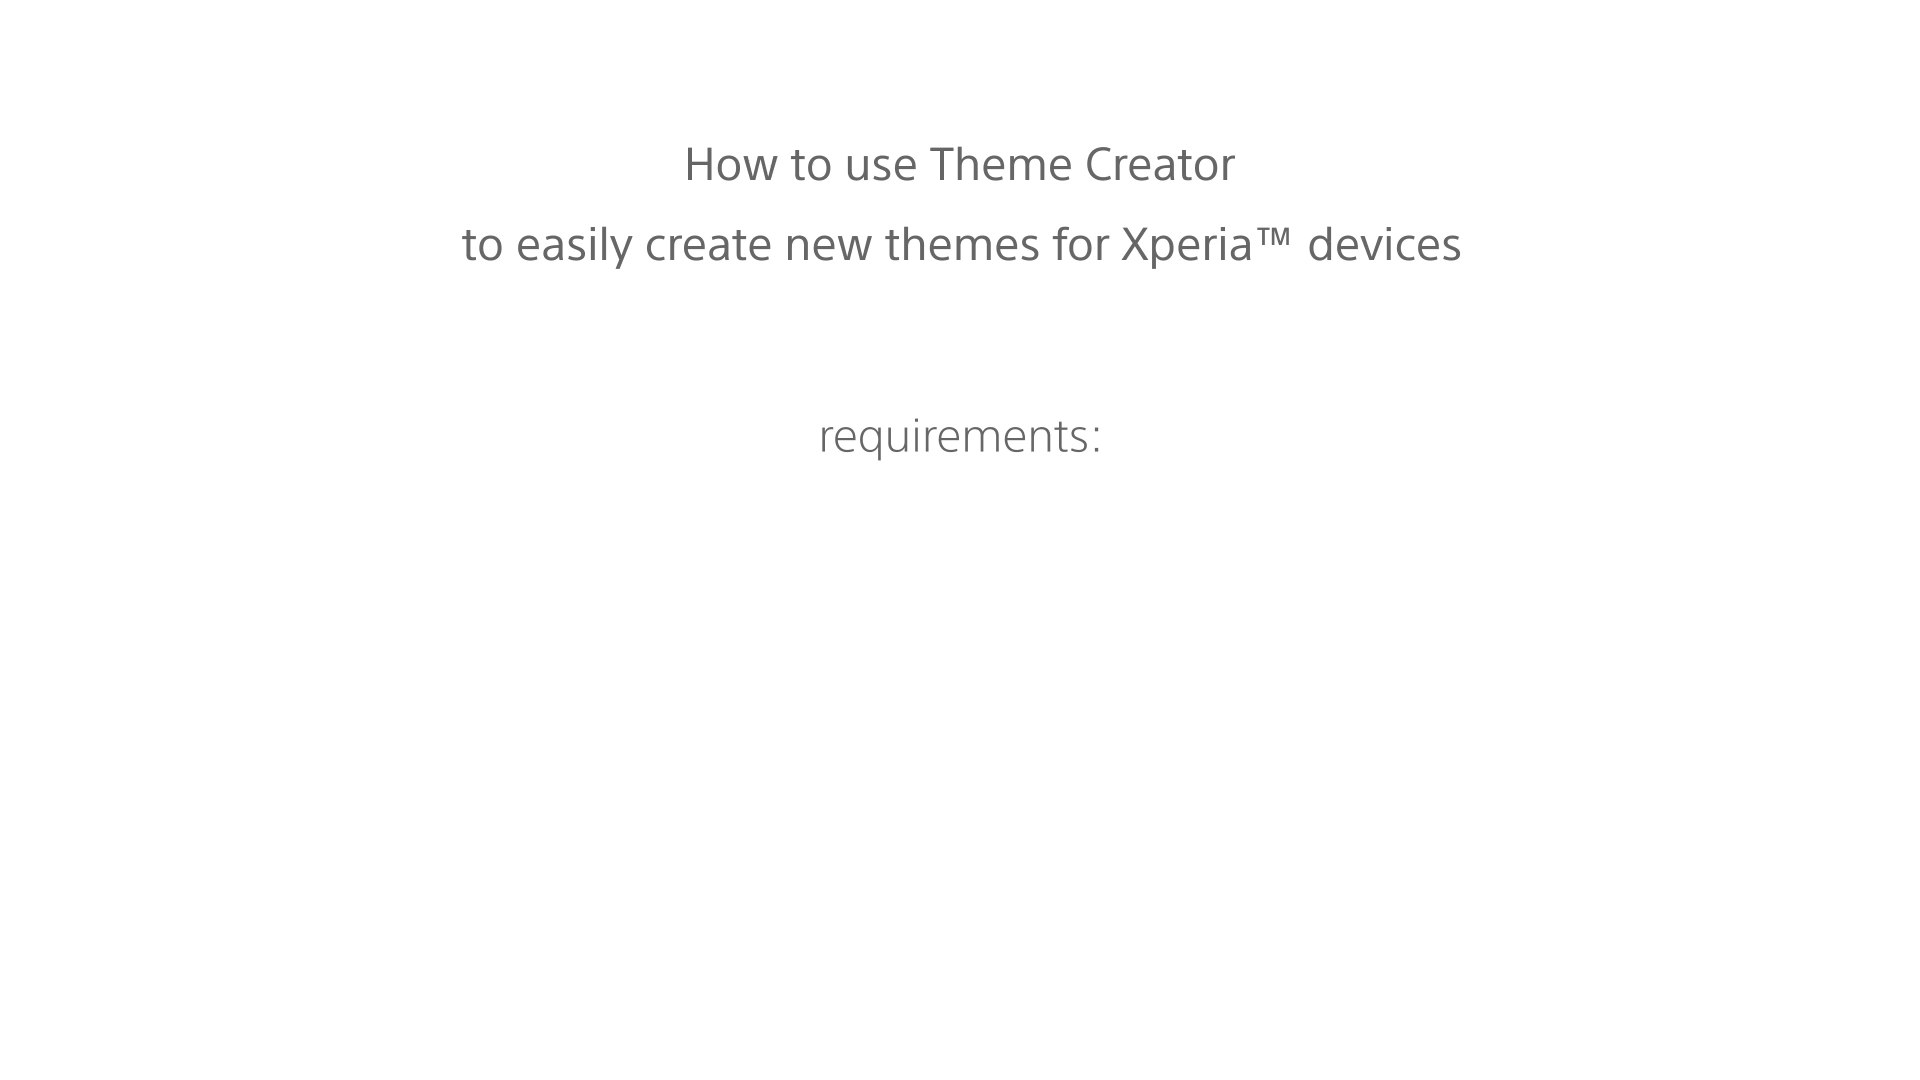 How to use Theme Creator
to easily create new themes for Xperia™ devices
requirements: